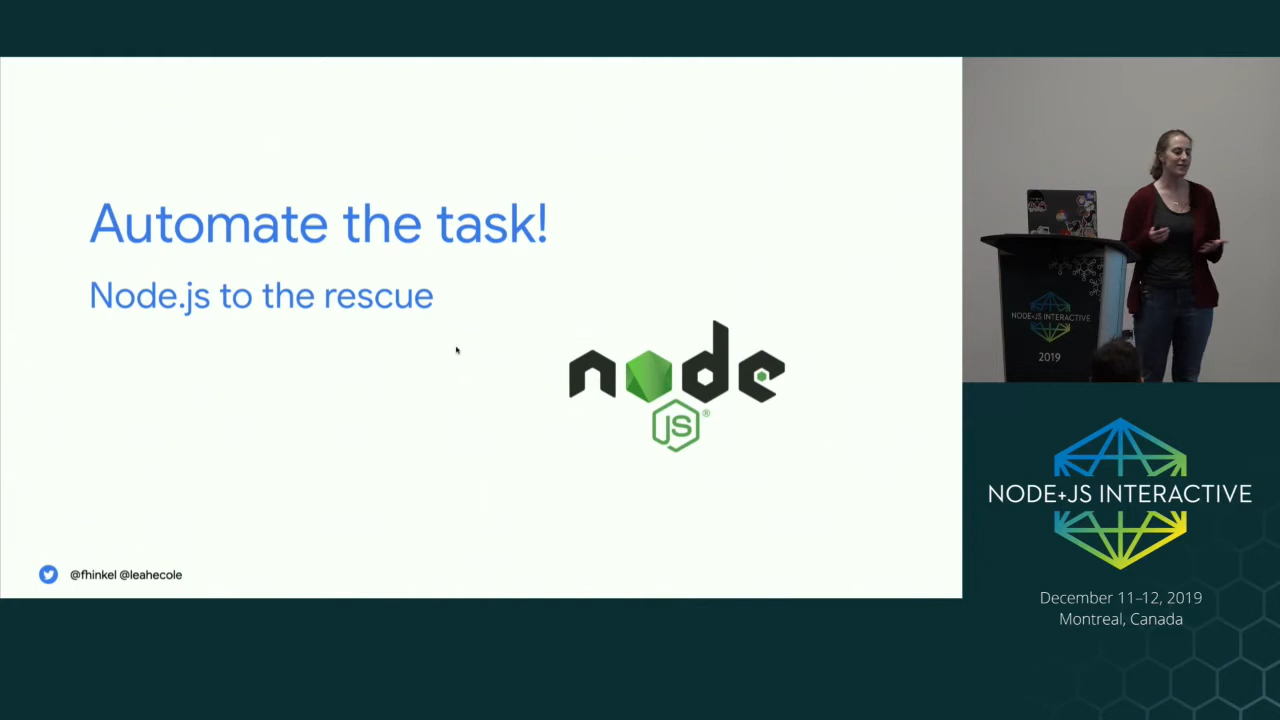 Automate the task!
Node.js to the rescue
node
JS®
@fhinkel @leahecole
NODE+JS INTERACTIVE
2019
NODE+JS INTERACTIVE
December 11–12, 2019
Montreal, Canada